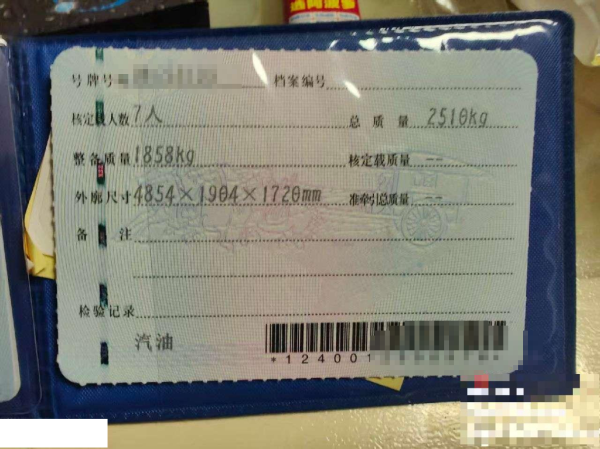 号牌号 档案编号
核定载人数 7人 总质量 2510kg
整备质量 1858kg 核定载质量 --
外廓尺寸 4854×1904×1720mm 准牵引总质量 --
备注
检验记录
汽油
*124001